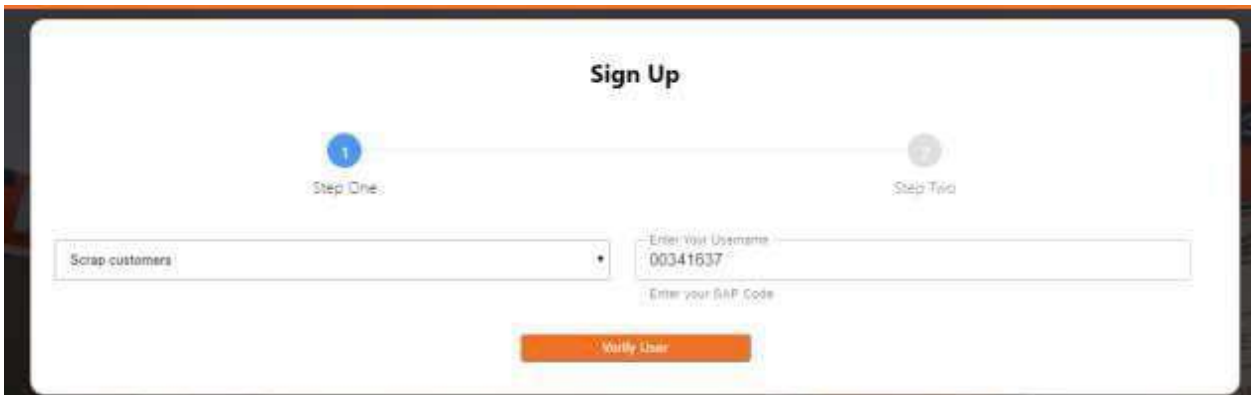 Sign Up
1
2
Step One
Step Two
Enter Your Username
Scrap customers
00341637
Enter your SAP Code
Verify User